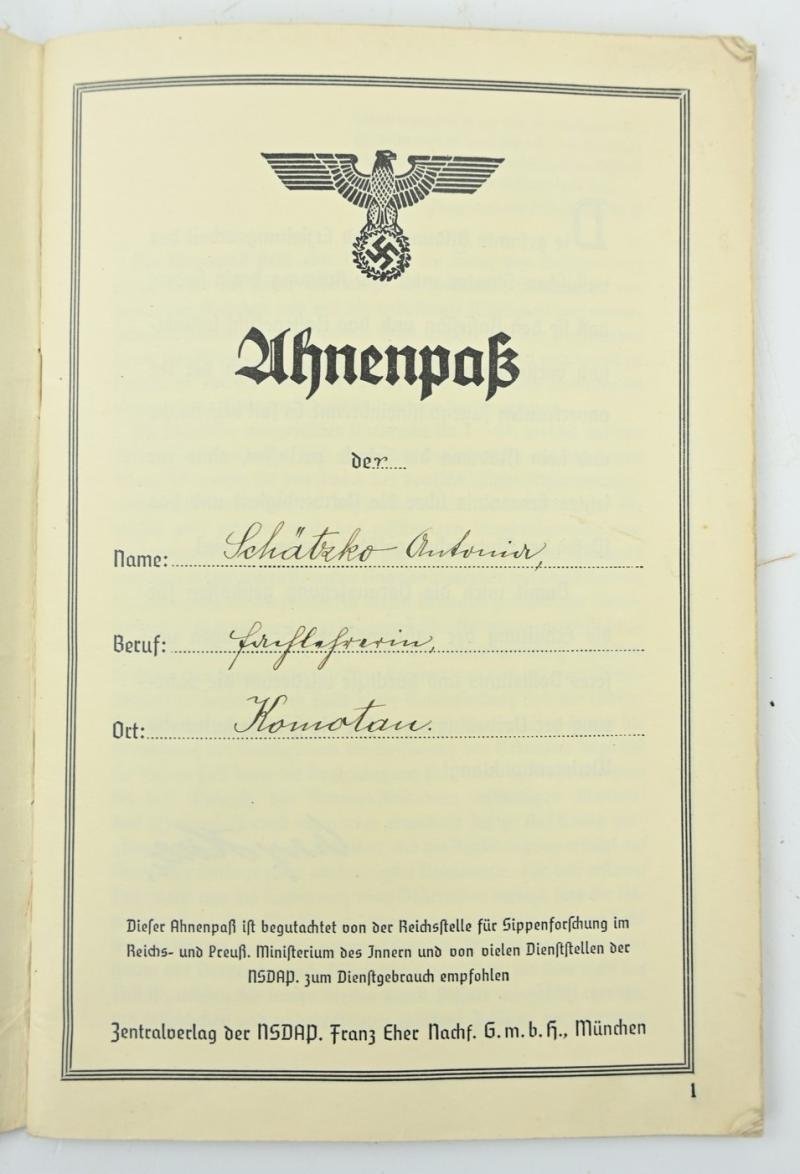 Ahnenpaß
der
Name: Schätzko Antonia,
Beruf: Fachlehrerin,
Ort: Komotau.
Dieser Ahnenpaß ist begutachtet von der Reichsstelle für Sippenforschung im
Reichs- und Preuß. Ministerium des Innern und von vielen Dienststellen der
NSDAP. zum Dienstgebrauch empfohlen
Zentralverlag der NSDAP. Franz Eher Nachf. G.m.b.H., München
1